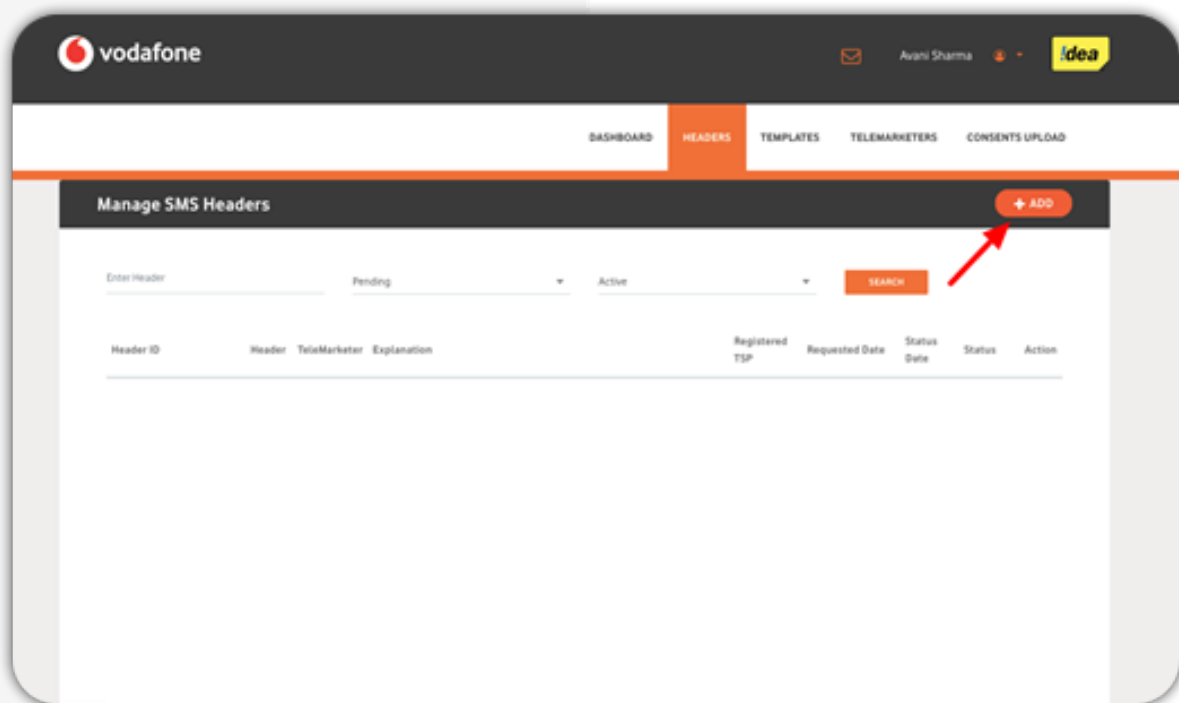 vodafone
Avani Sharma
!dea
DASHBOARD HEADERS TEMPLATES TELEMARKETERS CONSENTS UPLOAD
Manage SMS Headers
+ ADD
Enter Header Pending Active SEARCH
Header ID Header TeleMarketer Explanation Registered TSP Requested Date Status Date Status Action